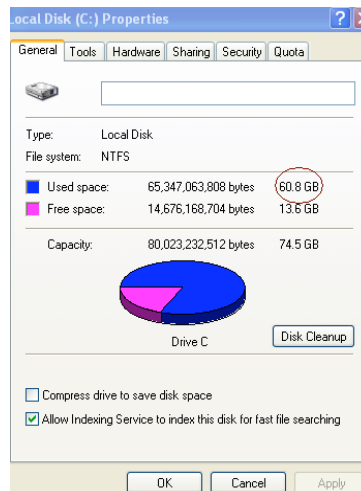 Local Disk (C:) Properties
General Tools Hardware Sharing Security Quota
Type: Local Disk
File system: NTFS
Used space: 65,347,063,808 bytes 60.8 GB
Free space: 14,676,168,704 bytes 13.6 GB
Capacity: 80,023,232,512 bytes 74.5 GB
Drive C Disk Cleanup
Compress drive to save disk space
Allow Indexing Service to index this disk for fast file searching
OK Cancel Apply